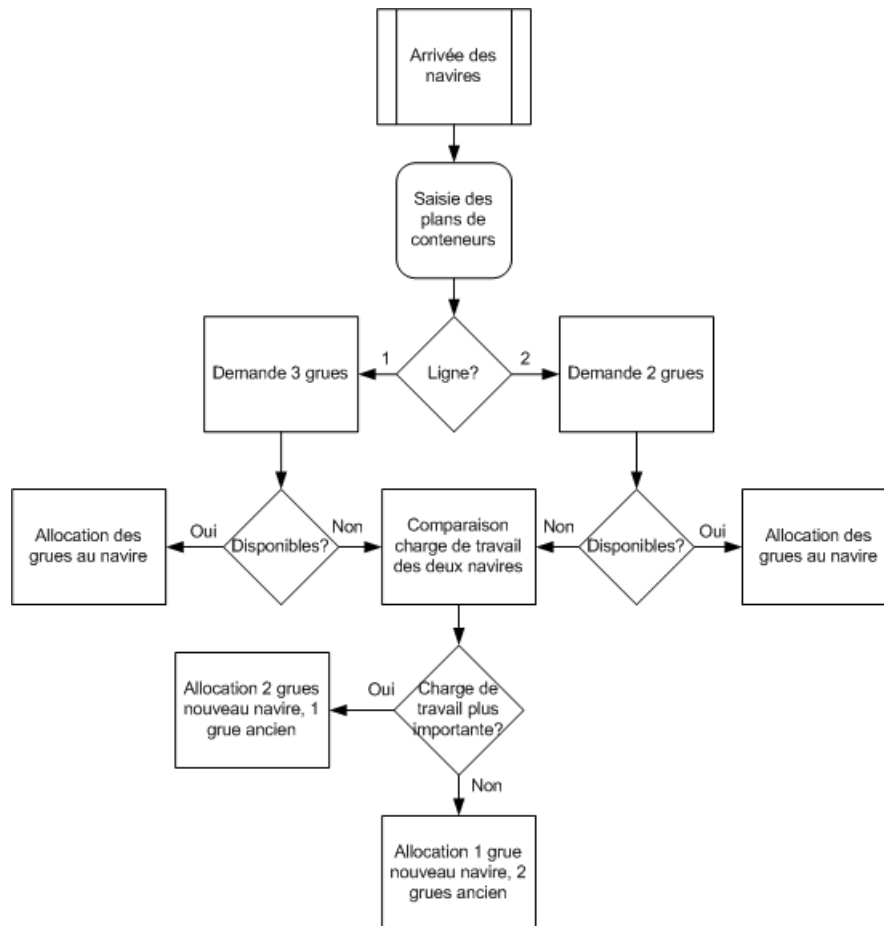 Arrivée des
navires
Saisie des
plans de
conteneurs
Demande 3 grues
1
Ligne?
2
Demande 2 grues
Allocation des
grues au navire
Oui
Disponibles?
Non
Comparaison
charge de travail
des deux navires
Non
Disponibles?
Oui
Allocation des
grues au navire
Allocation 2 grues
nouveau navire, 1
grue ancien
Oui
Charge de
travail plus
importante?
Non
Allocation 1 grue
nouveau navire, 2
grues ancien